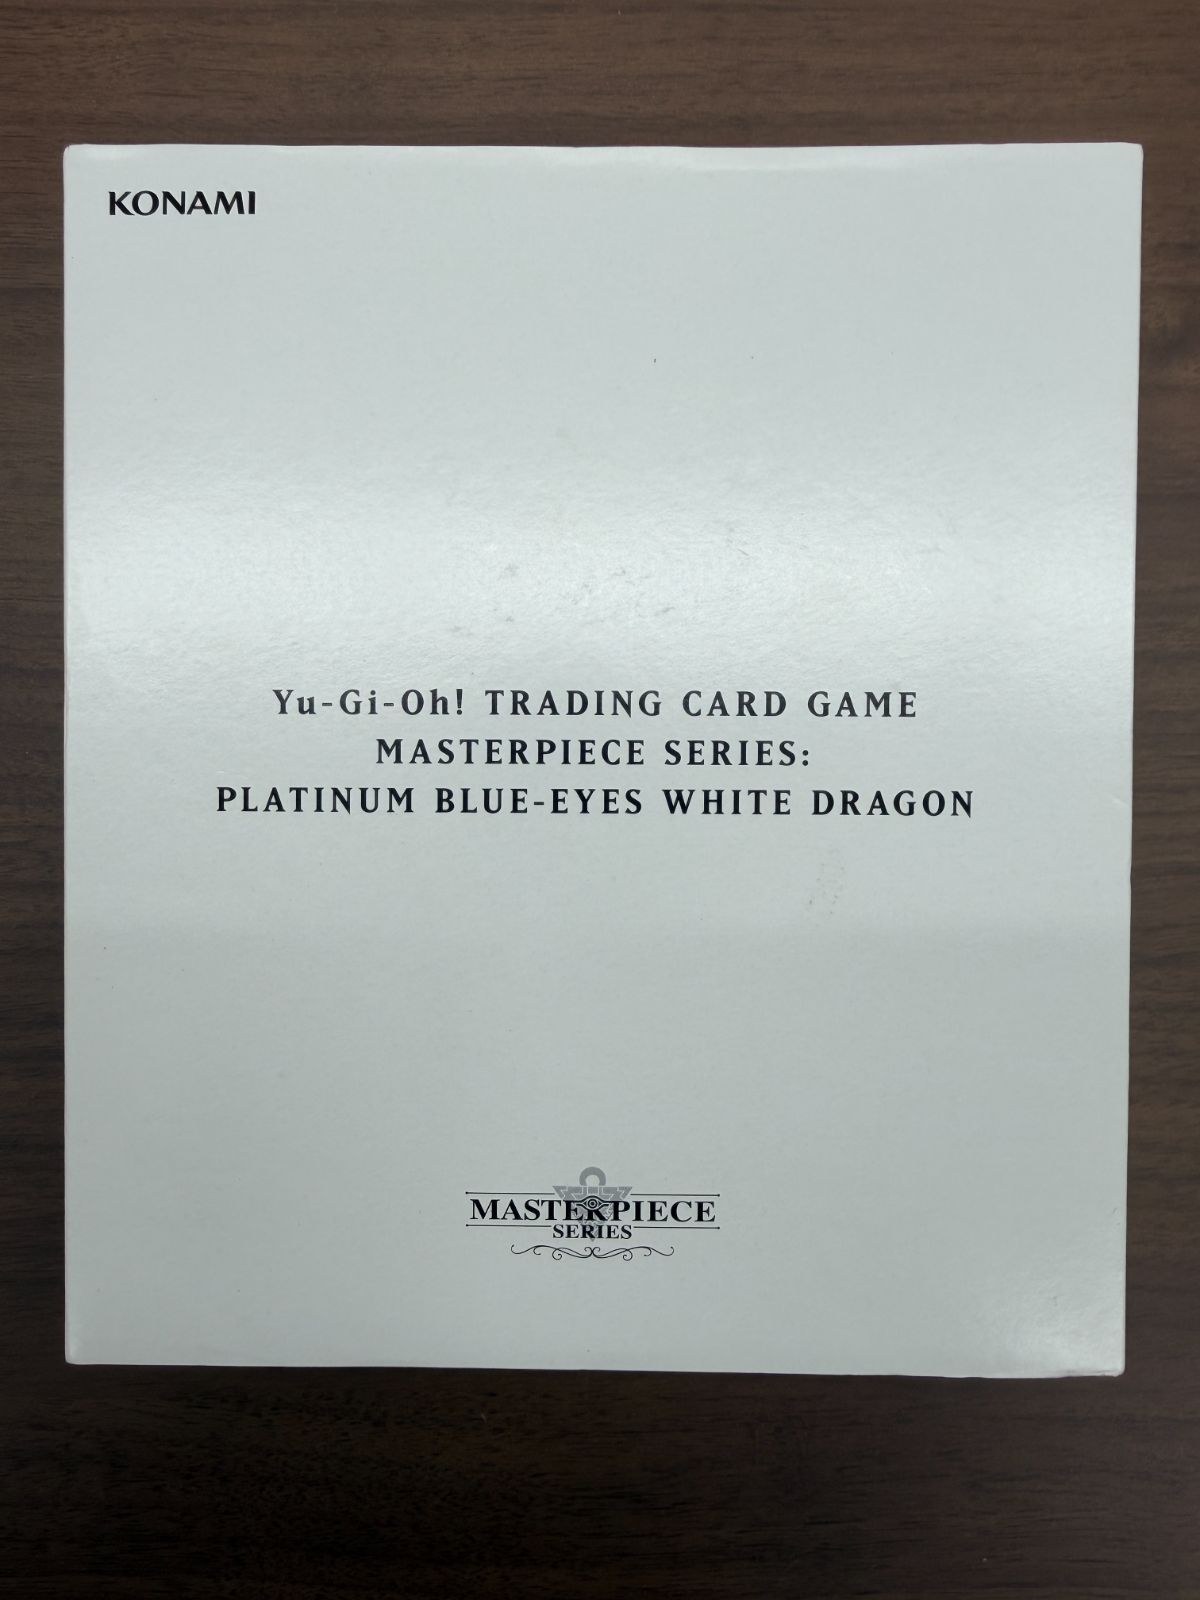 KONAMI
Yu-Gi-Oh! TRADING CARD GAME
MASTERPIECE SERIES:
PLATINUM BLUE-EYES WHITE DRAGON
MASTERPIECE
SERIES